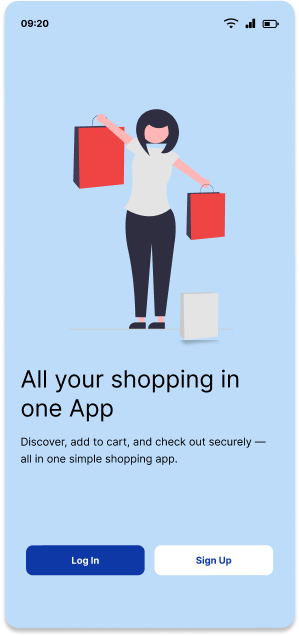 09:20
All your shopping in
one App
Discover, add to cart, and check out securely —
all in one simple shopping app.
Log In
Sign Up